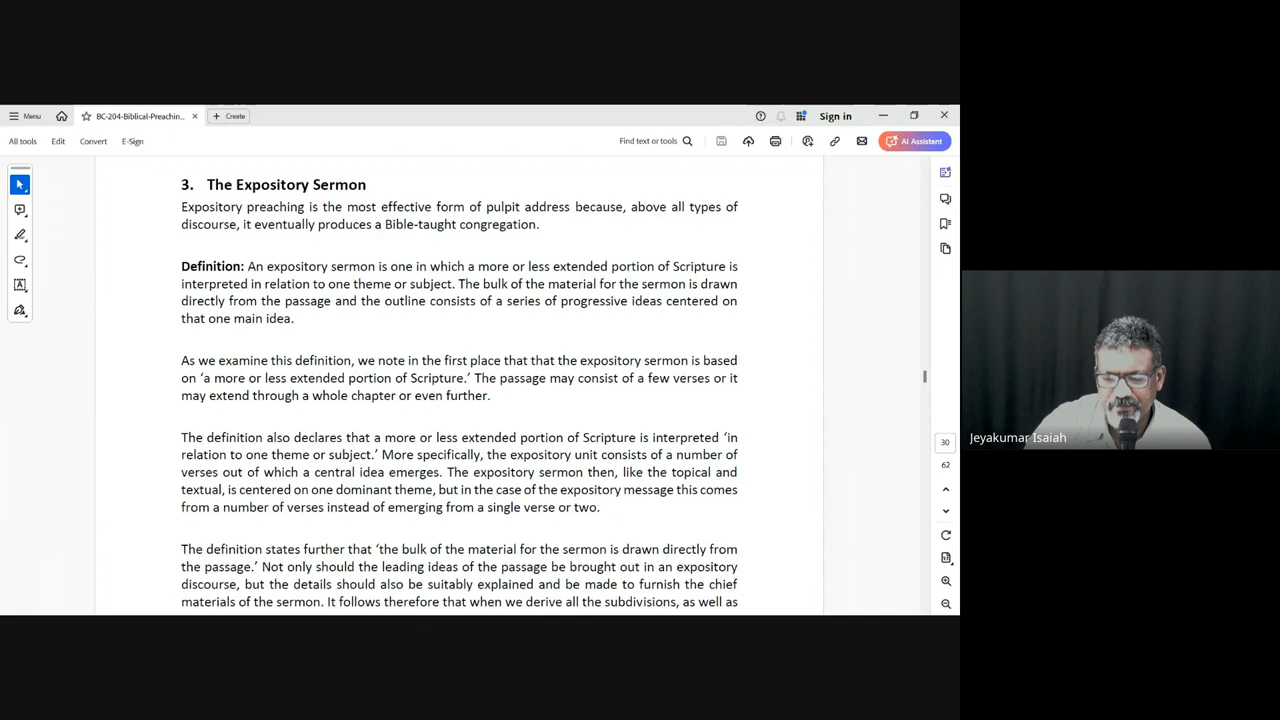 Menu
BC-204-Biblical-Preachin...
Create
Sign in
All tools
Edit
Convert
E-Sign
Find text or tools
AI Assistant
3. The Expository Sermon
Expository preaching is the most effective form of pulpit address because, above all types of
discourse, it eventually produces a Bible-taught congregation.
Definition: An expository sermon is one in which a more or less extended portion of Scripture is
interpreted in relation to one theme or subject. The bulk of the material for the sermon is drawn
directly from the passage and the outline consists of a series of progressive ideas centered on
that one main idea.
As we examine this definition, we note in the first place that that the expository sermon is based
on ‘a more or less extended portion of Scripture.’ The passage may consist of a few verses or it
may extend through a whole chapter or even further.
The definition also declares that a more or less extended portion of Scripture is interpreted ‘in
relation to one theme or subject.’ More specifically, the expository unit consists of a number of
verses out of which a central idea emerges. The expository sermon then, like the topical and
textual, is centered on one dominant theme, but in the case of the expository message this comes
from a number of verses instead of emerging from a single verse or two.
The definition states further that ‘the bulk of the material for the sermon is drawn directly from
the passage.’ Not only should the leading ideas of the passage be brought out in an expository
discourse, but the details should also be suitably explained and be made to furnish the chief
materials of the sermon. It follows therefore that when we derive all the subdivisions, as well as
30
62
Jeyakumar Isaiah